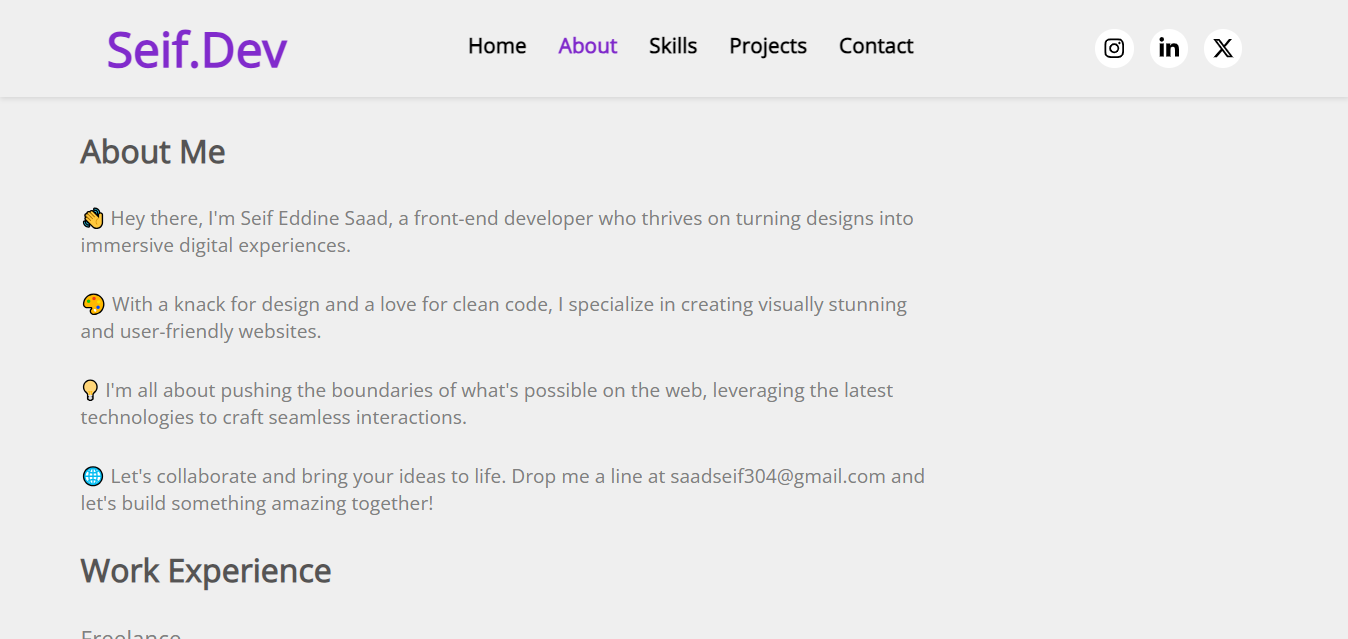 Seif.Dev
Home About Skills Projects Contact
About Me
👋 Hey there, I'm Seif Eddine Saad, a front-end developer who thrives on turning designs into
immersive digital experiences.
🎨 With a knack for design and a love for clean code, I specialize in creating visually stunning
and user-friendly websites.
💡 I'm all about pushing the boundaries of what's possible on the web, leveraging the latest
technologies to craft seamless interactions.
🌐 Let's collaborate and bring your ideas to life. Drop me a line at saadseif304@gmail.com and
let's build something amazing together!
Work Experience
Freelance